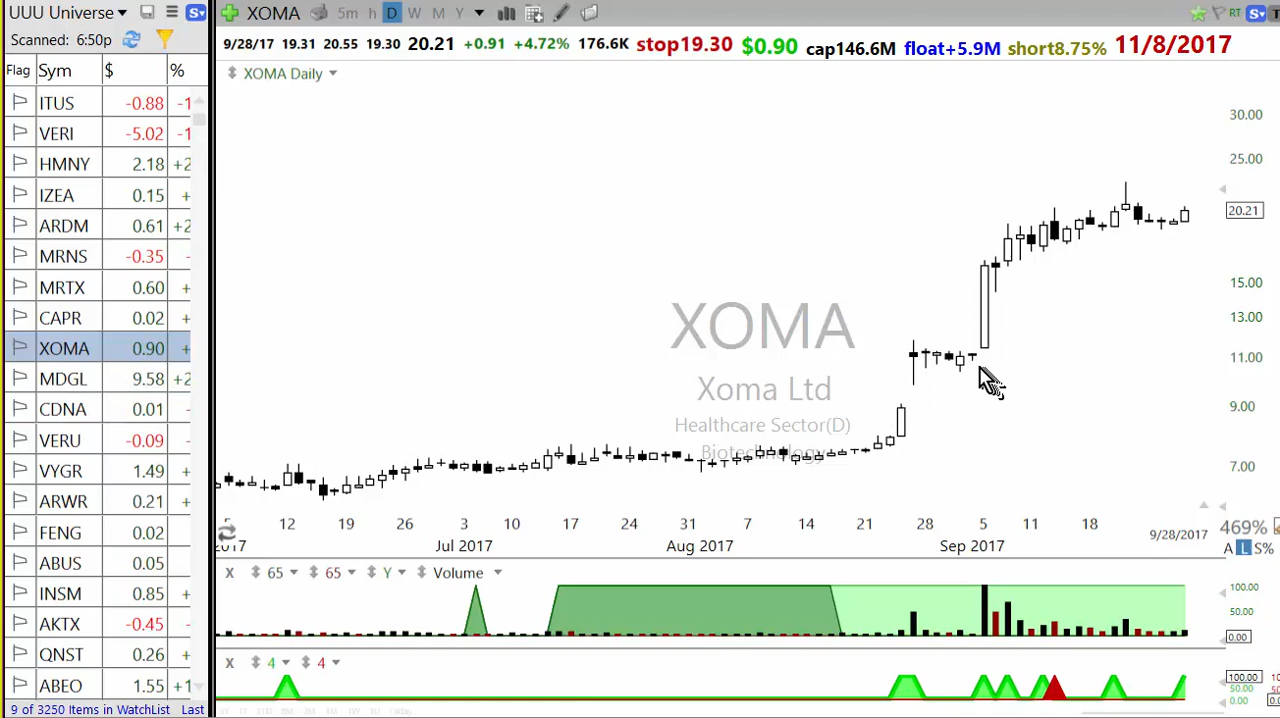 UUU Universe
XOMA 5m h D W M Y
RT
Scanned: 6:50p
9/28/17 19.31 20.55 19.30 20.21 +0.91 +4.72% 176.6K stop19.30 $0.90 cap146.6M float+5.9M short8.75% 11/8/2017
Flag Sym $ %
XOMA Daily
ITUS -0.88 -1
VERI -5.02 -1
HMNY 2.18 +2
IZEA 0.15 +
ARDM 0.61 +2
MRNS -0.35 -
MRTX 0.60 +
CAPR 0.02 +
XOMA 0.90 +
MDGL 9.58 +2
CDNA 0.01 +
VERU -0.09 -
VYGR 1.49 +
ARWR 0.21 +
FENG 0.02
ABUS 0.05
INSM 0.85 +
AKTX -0.45 -
QNST 0.26 +
ABEO 1.55 +1
9 of 3250 Items in WatchList Last
30.00
25.00
20.21
15.00
13.00
11.00
9.00
7.00
XOMA
Xoma Ltd
Healthcare Sector(D)
Biotechnology
5 12 19 26 3 10 17 24 31 7 14 21 28 5 11 18
2017 Jul 2017 Aug 2017 Sep 2017 9/28/2017
469%
A L S%
X 65 65 Y Volume
100.00
50.00
0.00
X 4 4
100.00
50.00
0.00